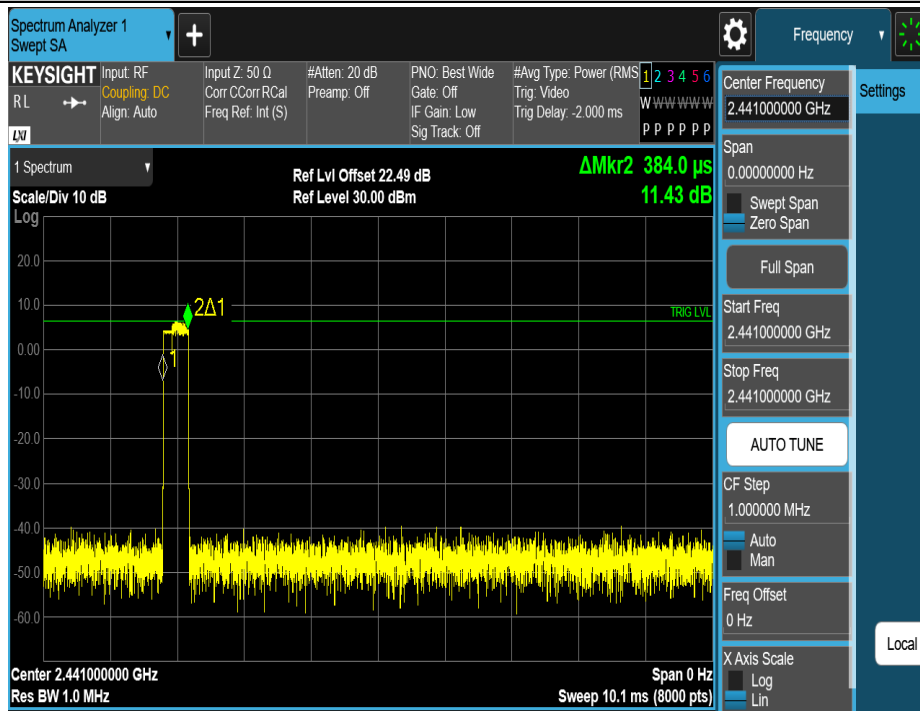 Spectrum Analyzer 1
Swept SA
+
Frequency
KEYSIGHT
RL
LXI
Input: RF
Coupling: DC
Align: Auto
Input Z: 50 Ω
Corr CCorr RCal
Freq Ref: Int (S)
#Atten: 20 dB
Preamp: Off
PNO: Best Wide
Gate: Off
IF Gain: Low
Sig Track: Off
#Avg Type: Power (RMS
Trig: Video
Trig Delay: -2.000 ms
1 2 3 4 5 6
W W W W W W
P P P P P P
1 Spectrum
Scale/Div 10 dB
Log
Ref Lvl Offset 22.49 dB
Ref Level 30.00 dBm
ΔMkr2 384.0 µs
11.43 dB
20.0
10.0
0.00
-10.0
-20.0
-30.0
-40.0
-50.0
-60.0
2Δ1
1
TRIG LVL
Center 2.441000000 GHz
Res BW 1.0 MHz
Span 0 Hz
Sweep 10.1 ms (8000 pts)
Center Frequency
2.441000000 GHz
Span
0.00000000 Hz
Swept Span
Zero Span
Full Span
Start Freq
2.441000000 GHz
Stop Freq
2.441000000 GHz
AUTO TUNE
CF Step
1.000000 MHz
Auto
Man
Freq Offset
0 Hz
X Axis Scale
Log
Lin
Settings
Local